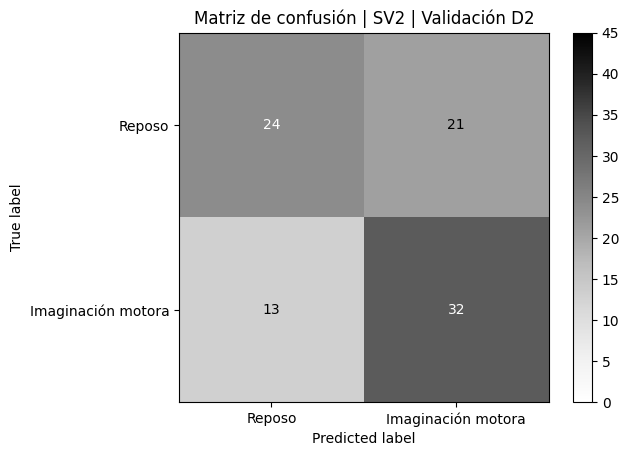 Matriz de confusión | SV2 | Validación D2
True label
Reposo
24
21
Imaginación motora
13
32
Reposo
Imaginación motora
Predicted label
45
40
35
30
25
20
15
10
5
0